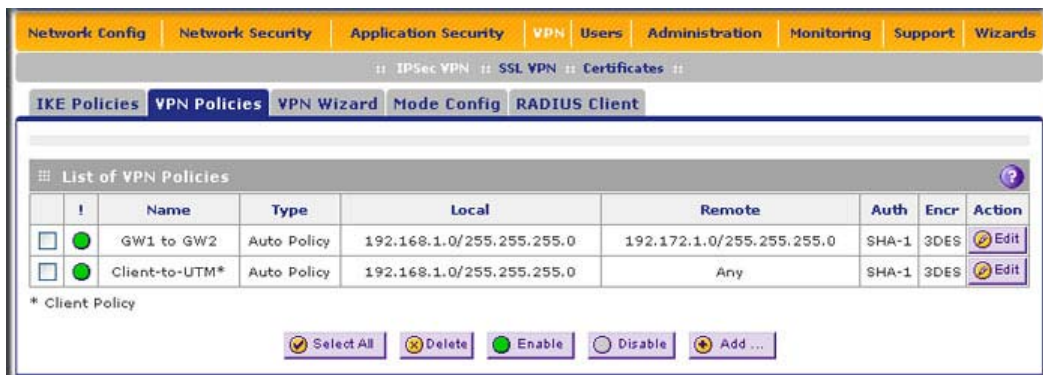 Network Config Network Security Application Security VPN Users Administration Monitoring Support Wizards
:: IPSec VPN :: SSL VPN :: Certificates ::
IKE Policies VPN Policies VPN Wizard Mode Config RADIUS Client
List of VPN Policies ?
! Name Type Local Remote Auth Encr Action
GW1 to GW2 Auto Policy 192.168.1.0/255.255.255.0 192.172.1.0/255.255.255.0 SHA-1 3DES Edit
Client-to-UTM* Auto Policy 192.168.1.0/255.255.255.0 Any SHA-1 3DES Edit
* Client Policy
Select All Delete Enable Disable Add ...